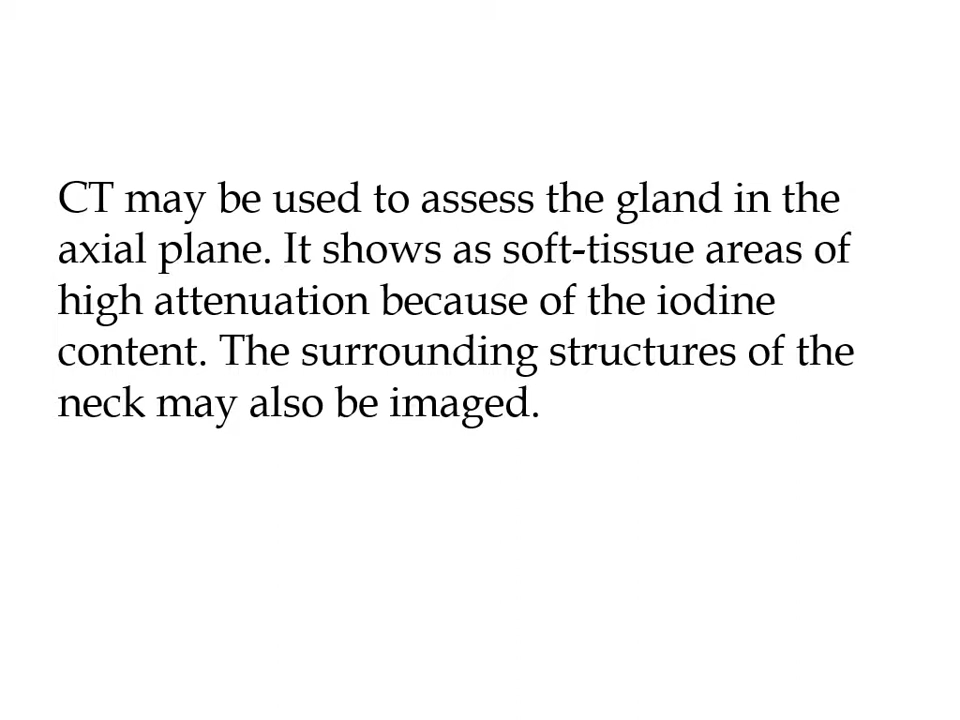 CT may be used to assess the gland in the
axial plane. It shows as soft-tissue areas of
high attenuation because of the iodine
content. The surrounding structures of the
neck may also be imaged.